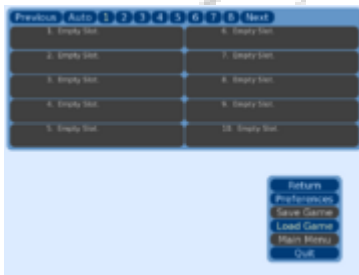 Previous Auto 1 2 3 4 5 6 7 8 Next
1. Empty Slot.
6. Empty Slot.
2. Empty Slot.
7. Empty Slot.
3. Empty Slot.
8. Empty Slot.
4. Empty Slot.
9. Empty Slot.
5. Empty Slot.
10. Empty Slot.
Return
Preferences
Save Game
Load Game
Main Menu
Quit